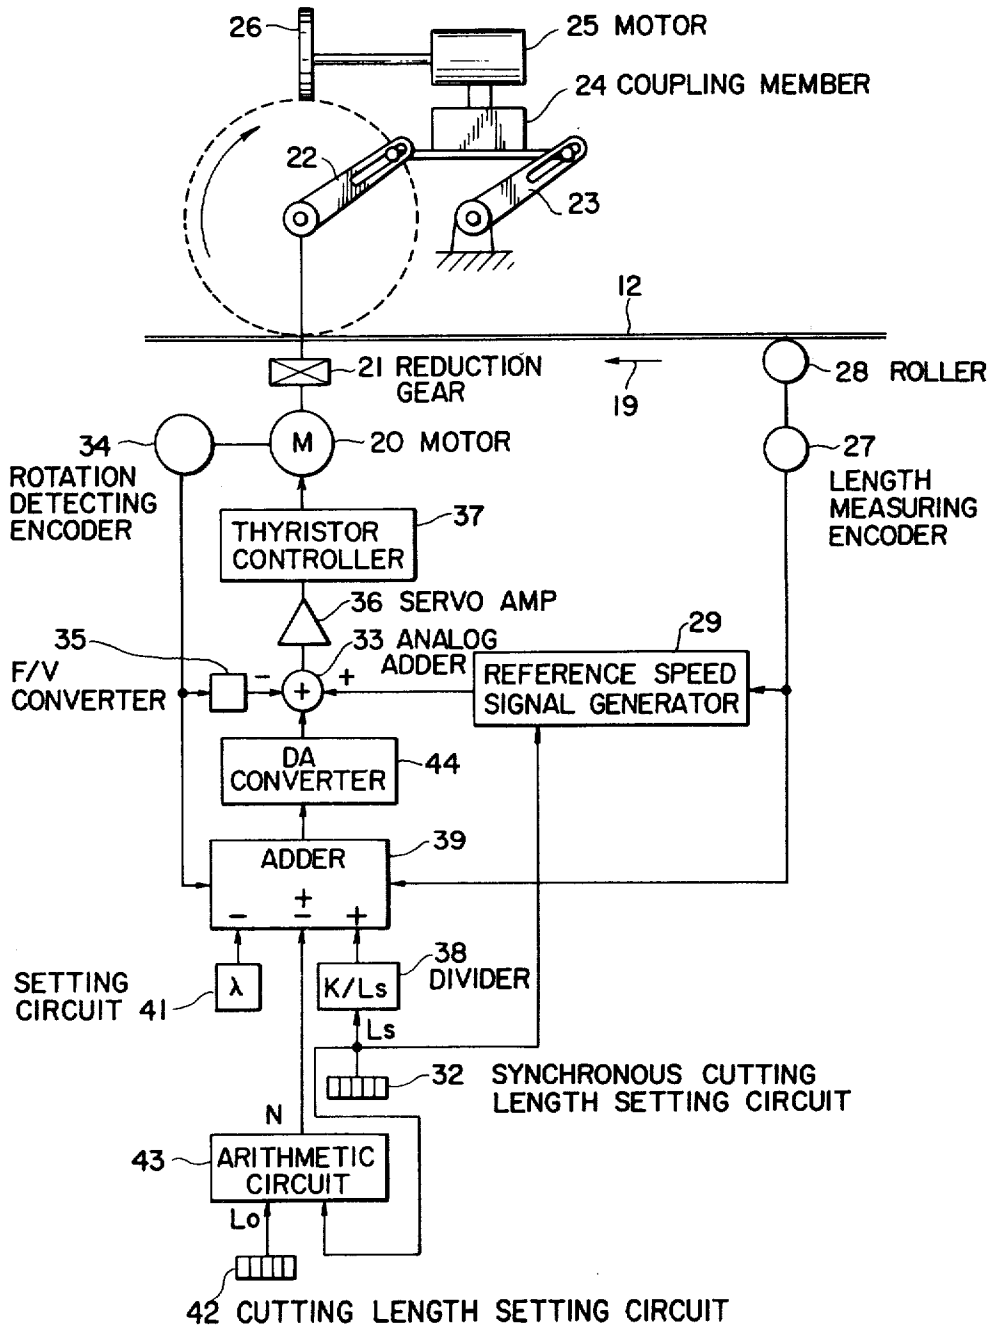 26
25 MOTOR
24 COUPLING MEMBER
22
23
12
21 REDUCTION
GEAR
19
28 ROLLER
34
ROTATION
DETECTING
ENCODER
M
20 MOTOR
27
LENGTH
MEASURING
ENCODER
37
THYRISTOR
CONTROLLER
36 SERVO AMP
35
F/V
CONVERTER
33 ANALOG
ADDER
29
REFERENCE SPEED
SIGNAL GENERATOR
− + +
DA
CONVERTER
44
39
ADDER
+
− − +
SETTING
CIRCUIT 41
λ
K/Ls
38
DIVIDER
Ls
32 SYNCHRONOUS CUTTING
LENGTH SETTING CIRCUIT
N
43
ARITHMETIC
CIRCUIT
Lo
42 CUTTING LENGTH SETTING CIRCUIT